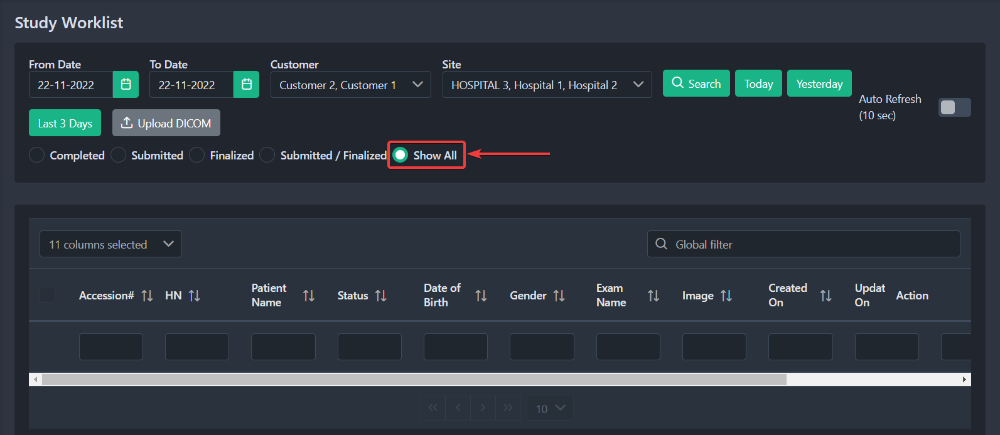 Study Worklist
From Date To Date Customer Site
22-11-2022 22-11-2022 Customer 2, Customer 1 HOSPITAL 3, Hospital 1, Hospital 2 Search Today Yesterday
Auto Refresh
(10 sec)
Last 3 Days Upload DICOM
Completed Submitted Finalized Submitted / Finalized Show All
11 columns selected Global filter
Accession# HN Patient Name Status Date of Birth Gender Exam Name Image Created On Updat On Action
10